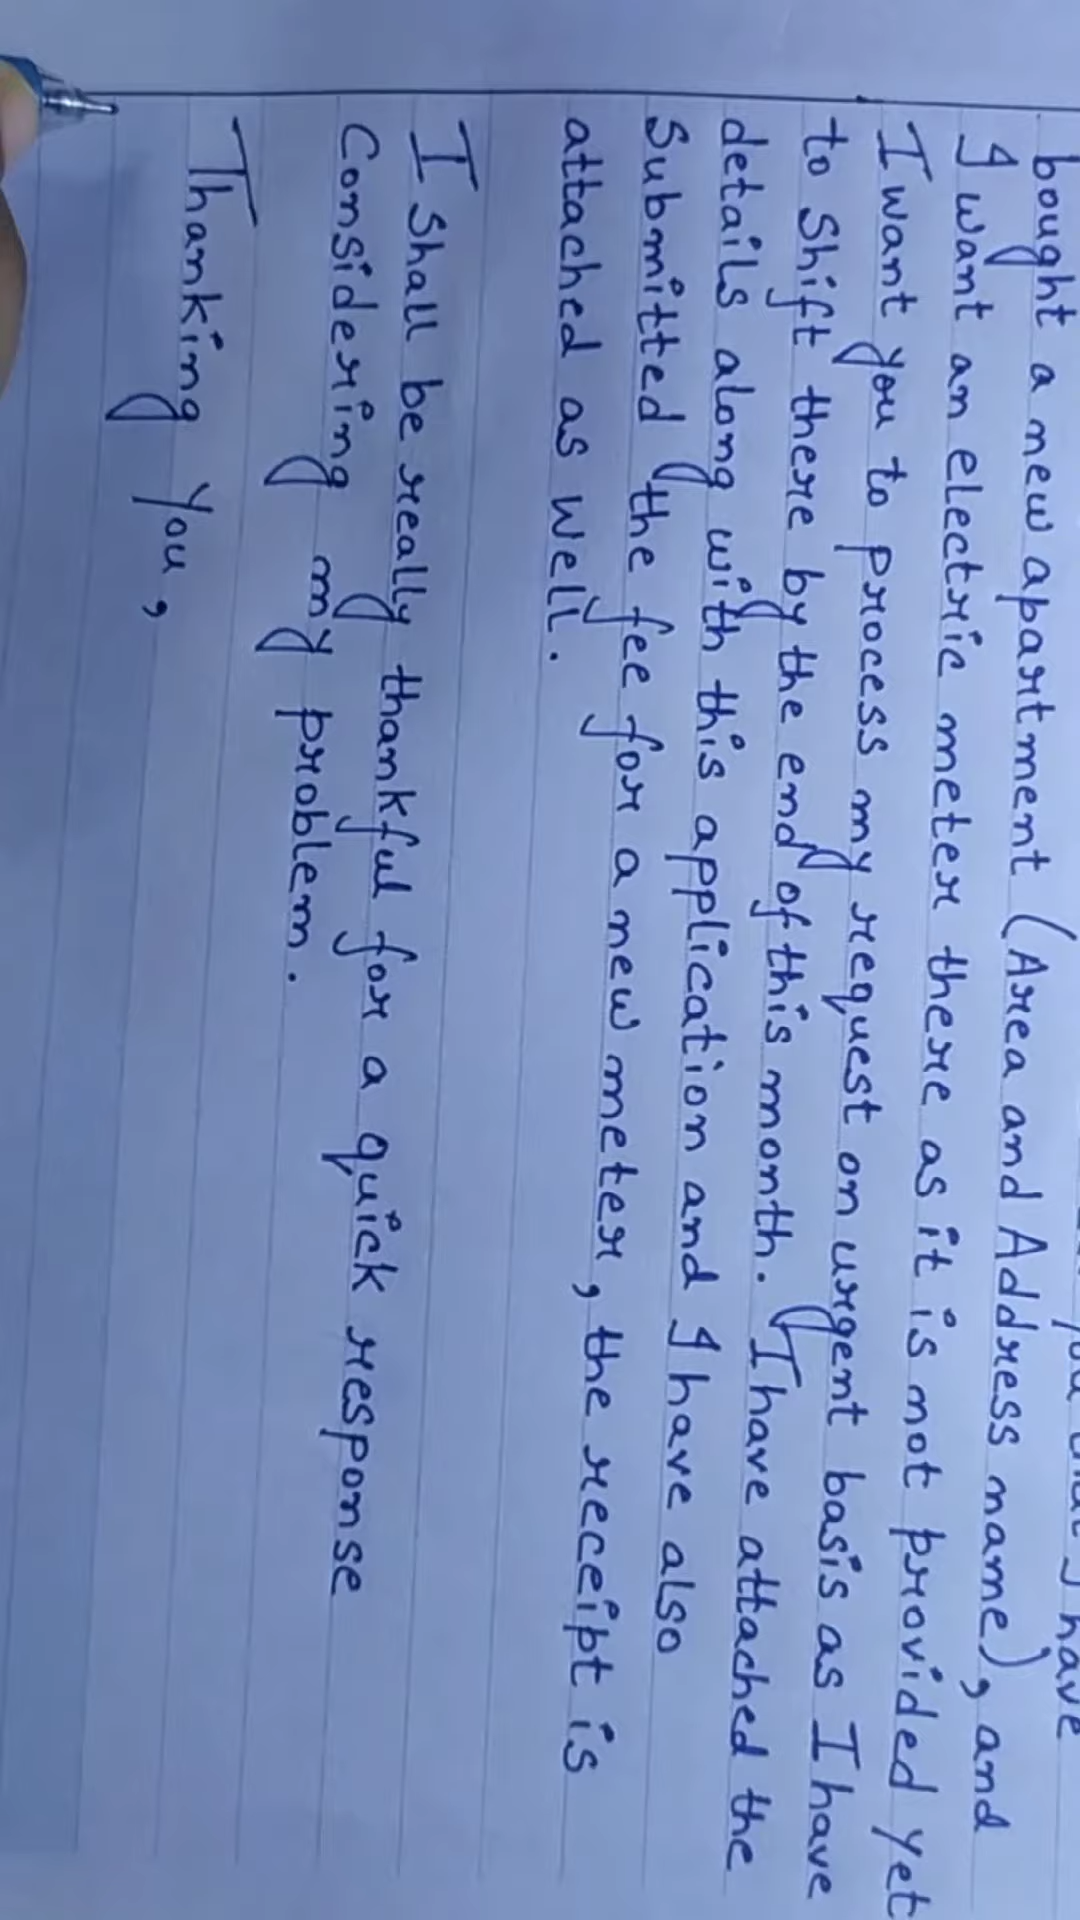 have
bought a new apartment (Area and Address name), and
I want an electric meter there as it is not provided yet
I want you to process my request on urgent basis as I have
to Shift there by the end of this month. I have attached the
details along with this application and I have also
Submitted the fee for a new meter, the receipt is
attached as well.
I Shall be really thankful for a quick response
Considering my problem.
Thanking you,